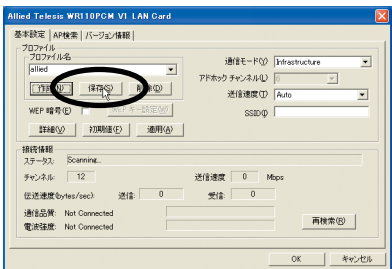 Allied Telesis WR110PCM V1 LAN Card
基本設定 AP検索 バージョン情報
プロファイル
プロファイル名
allied
作成(N) 保存(S) 削除(D)
WEP 暗号(E) WEP キー設定(W)
詳細(V) 初期値(F) 適用(A)
通信モード(Y) Infrastructure
アドホック チャンネル(L) 6
送信速度(T) Auto
SSID(I)
接続情報
ステータス: Scanning...
チャンネル: 12 送信速度 0 Mbps
伝送速度(bytes/sec): 送信: 0 受信: 0
通信品質: Not Connected
電波強度: Not Connected
再検索(R)
OK キャンセル